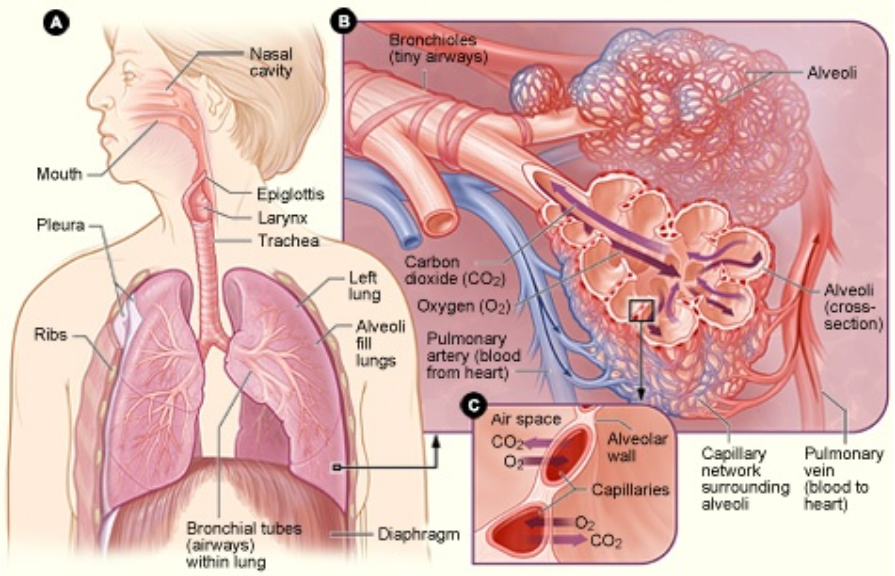 A
Nasal
cavity
Mouth
Epiglottis
Larynx
Trachea
Pleura
Left
lung
Ribs
Alveoli
fill
lungs
Bronchial tubes
(airways)
within lung
Diaphragm
B
Bronchioles
(tiny airways)
Alveoli
Carbon
dioxide (CO₂)
Oxygen (O₂)
Pulmonary
artery (blood
from heart)
Alveoli
(cross-
section)
Capillary
network
surrounding
alveoli
Pulmonary
vein
(blood to
heart)
C
Air space
CO₂
O₂
Alveolar
wall
Capillaries
O₂
CO₂